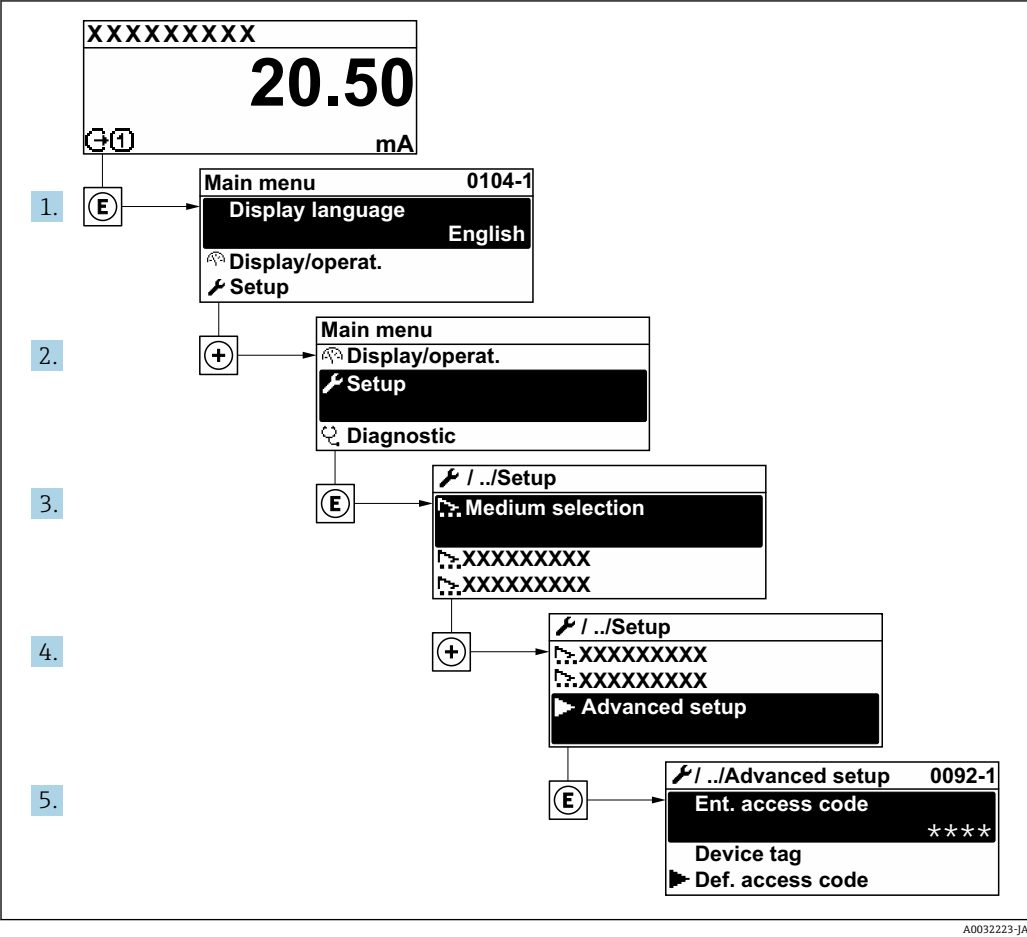 XXXXXXXXX
20.50
1 mA
Main menu 0104-1
1. E Display language
English
Display/operat.
Setup
Main menu
2. + Display/operat.
Setup
Diagnostic
/ ../Setup
3. E Medium selection
XXXXXXXXX
XXXXXXXXX
/ ../Setup
4. + XXXXXXXXX
XXXXXXXXX
Advanced setup
/ ../Advanced setup 0092-1
5. E Ent. access code
****
Device tag
Def. access code
A0032223-JA